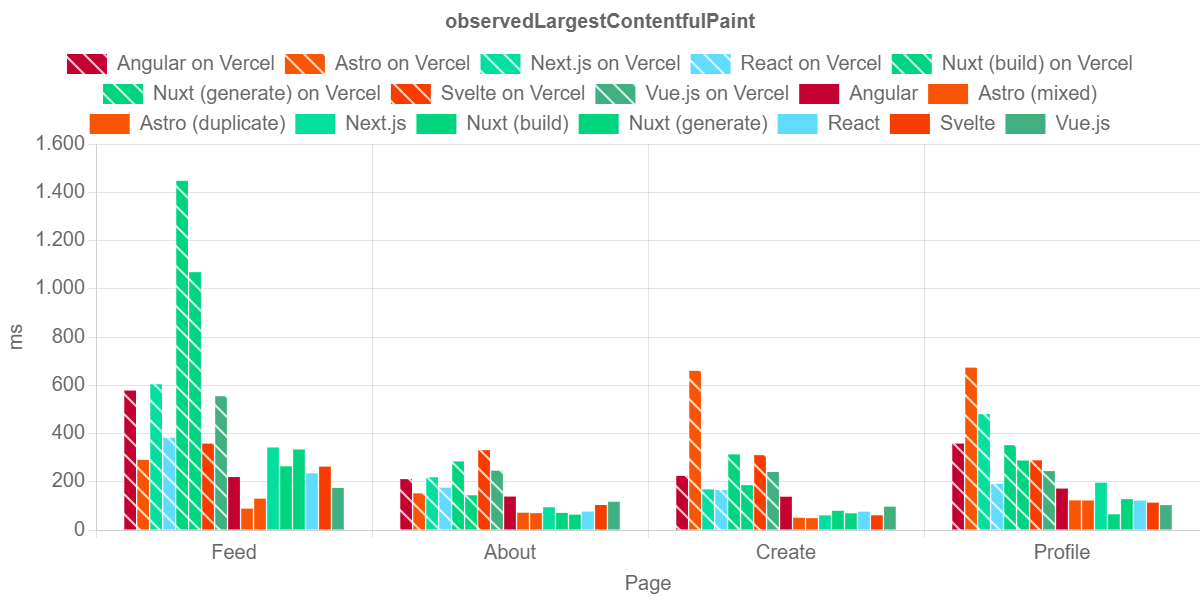 observedLargestContentfulPaint
Angular on Vercel Astro on Vercel Next.js on Vercel React on Vercel Nuxt (build) on Vercel
Nuxt (generate) on Vercel Svelte on Vercel Vue.js on Vercel Angular Astro (mixed)
Astro (duplicate) Next.js Nuxt (build) Nuxt (generate) React Svelte Vue.js
1.600
1.400
1.200
1.000
800
600
400
200
0
ms
Feed About Create Profile
Page